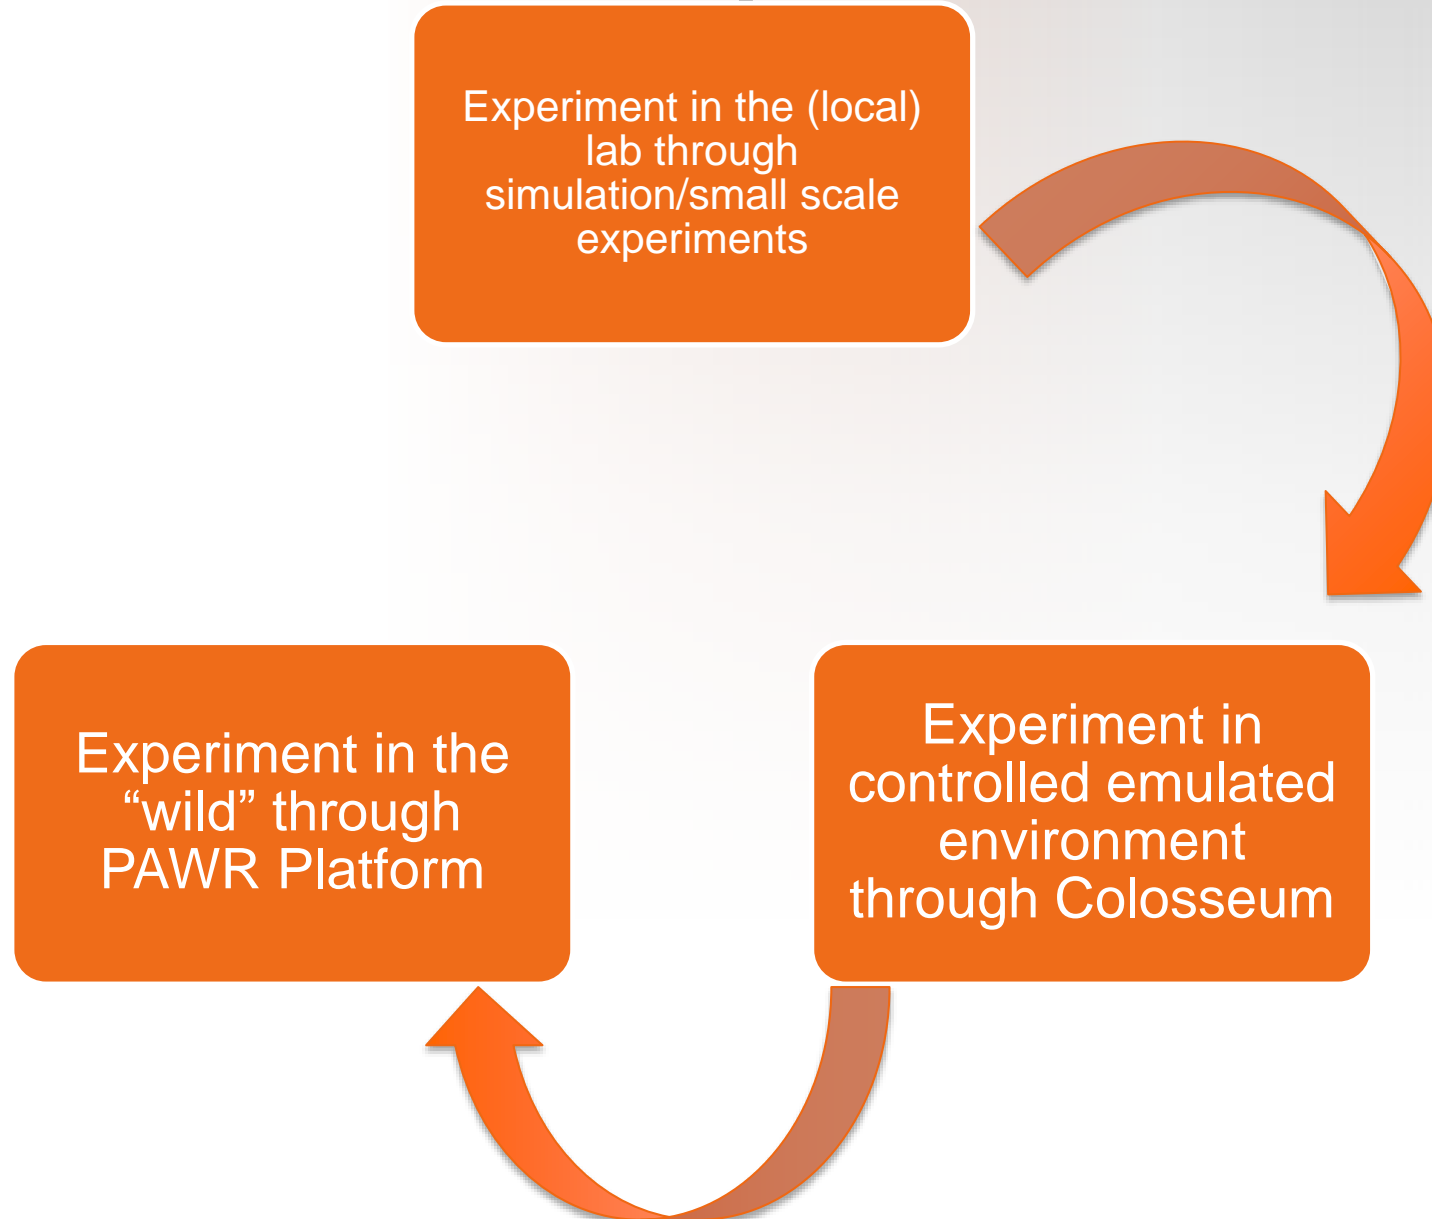 Experiment in the (local)
lab through
simulation/small scale
experiments
Experiment in
controlled emulated
environment
through Colosseum
Experiment in the
“wild” through
PAWR Platform